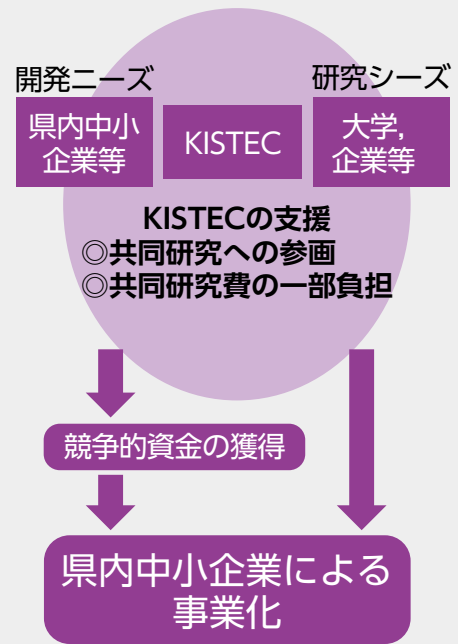 開発ニーズ
研究シーズ
県内中小
企業等
KISTEC
大学,
企業等
KISTECの支援
◎共同研究への参画
◎共同研究費の一部負担
競争的資金の獲得
県内中小企業による
事業化